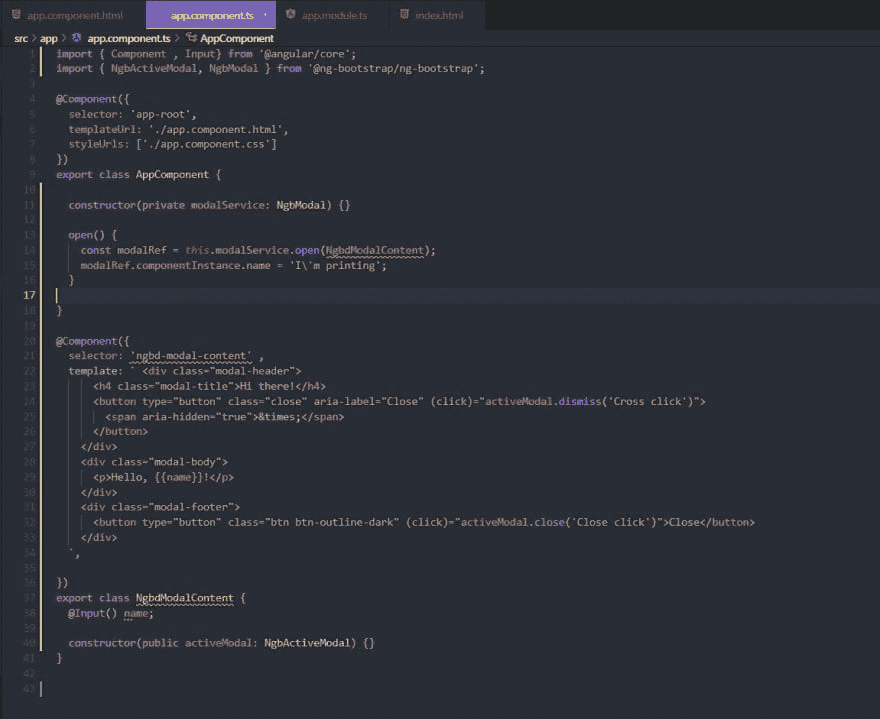 app.component.html app.component.ts app.module.ts index.html
src > app > app.component.ts > AppComponent
1 import { Component , Input} from '@angular/core';
2 import { NgbActiveModal, NgbModal } from '@ng-bootstrap/ng-bootstrap';
3
4 @Component({
5 selector: 'app-root',
6 templateUrl: './app.component.html',
7 styleUrls: ['./app.component.css']
8 })
9 export class AppComponent {
10
11 constructor(private modalService: NgbModal) {}
12
13 open() {
14 const modalRef = this.modalService.open(NgbdModalContent);
15 modalRef.componentInstance.name = 'I\'m printing';
16 }
17
18 }
19
20 @Component({
21 selector: 'ngbd-modal-content' ,
22 template: ` <div class="modal-header">
23 <h4 class="modal-title">Hi there!</h4>
24 <button type="button" class="close" aria-label="Close" (click)="activeModal.dismiss('Cross click')">
25 <span aria-hidden="true">&times;</span>
26 </button>
27 </div>
28 <div class="modal-body">
29 <p>Hello, {{name}}!</p>
30 </div>
31 <div class="modal-footer">
32 <button type="button" class="btn btn-outline-dark" (click)="activeModal.close('Close click')">Close</button>
33 </div>
34 `,
35
36 })
37 export class NgbdModalContent {
38 @Input() name;
39
40 constructor(public activeModal: NgbActiveModal) {}
41 }
42
43